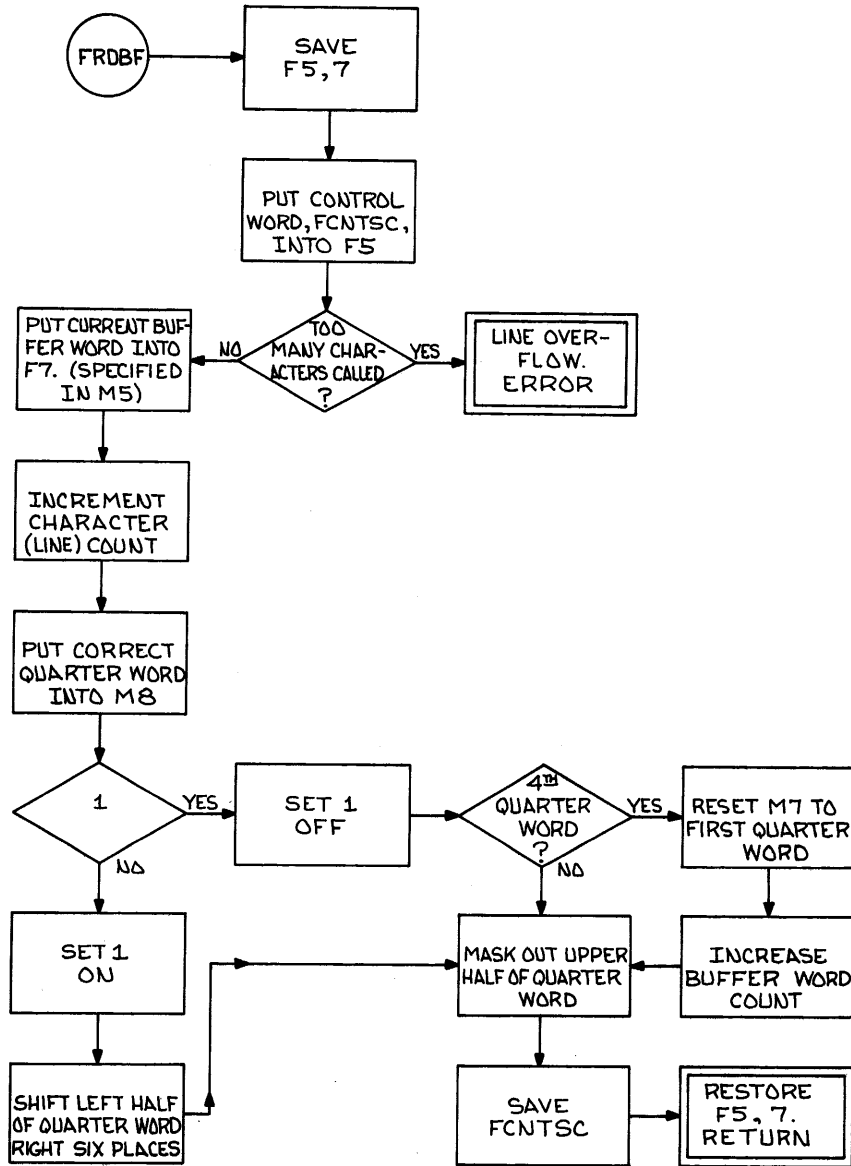 FRDBF
SAVE
F5,7
PUT CONTROL
WORD, FCNTSC,
INTO F5
TOO
MANY CHAR-
ACTERS CALLED
?
NO
YES
PUT CURRENT BUF-
FER WORD INTO
F7. (SPECIFIED
IN M5)
LINE OVER-
FLOW.
ERROR
INCREMENT
CHARACTER
(LINE) COUNT
PUT CORRECT
QUARTER WORD
INTO M8
1
YES
NO
SET 1
OFF
4TH
QUARTER
WORD
?
YES
NO
RESET M7 TO
FIRST QUARTER
WORD
SET 1
ON
MASK OUT UPPER
HALF OF QUARTER
WORD
INCREASE
BUFFER WORD
COUNT
SHIFT LEFT HALF
OF QUARTER WORD
RIGHT SIX PLACES
SAVE
FCNTSC
RESTORE
F5, 7.
RETURN